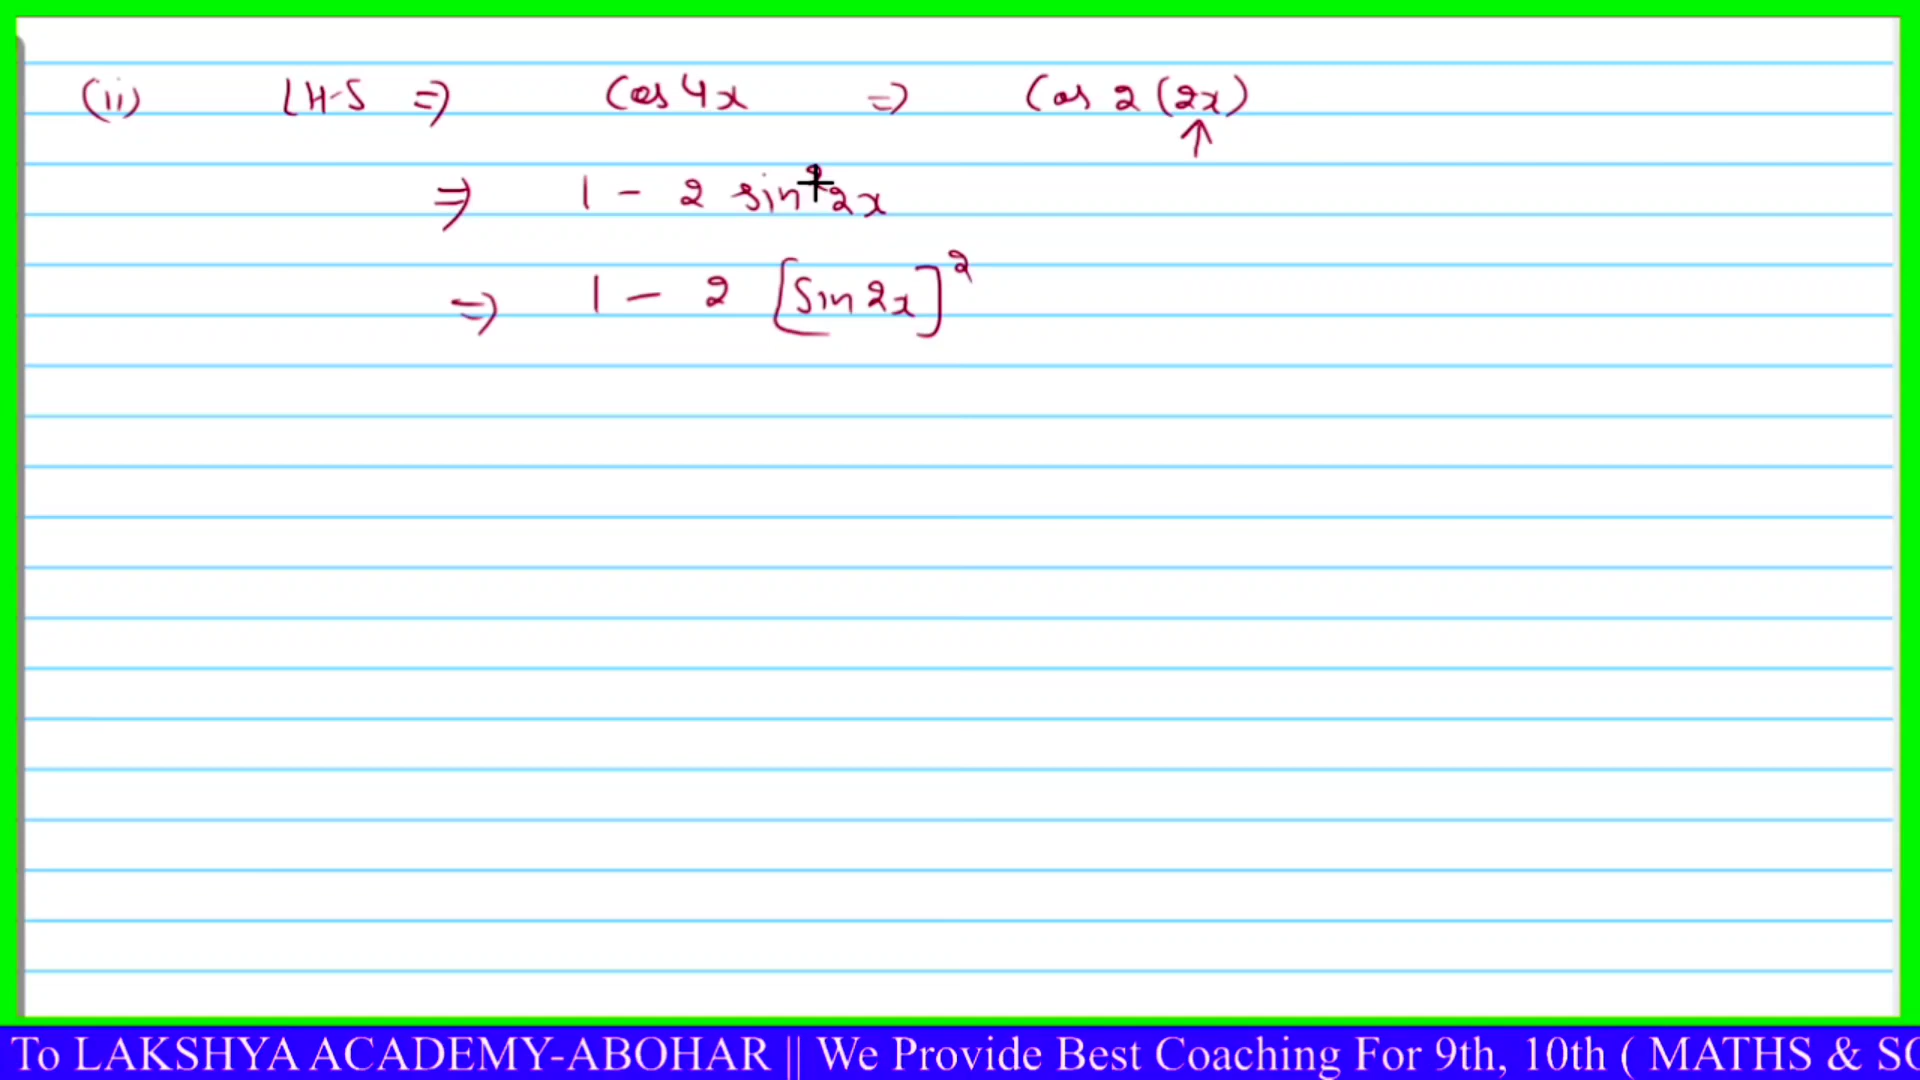 (ii) LH-S ⇒ Cos 4x ⇒ Cos 2 (2x)
↑
⇒ 1 - 2 sin²2x
⇒ 1 - 2 [Sin 2x]²
To LAKSHYA ACADEMY-ABOHAR || We Provide Best Coaching For 9th, 10th ( MATHS & SC